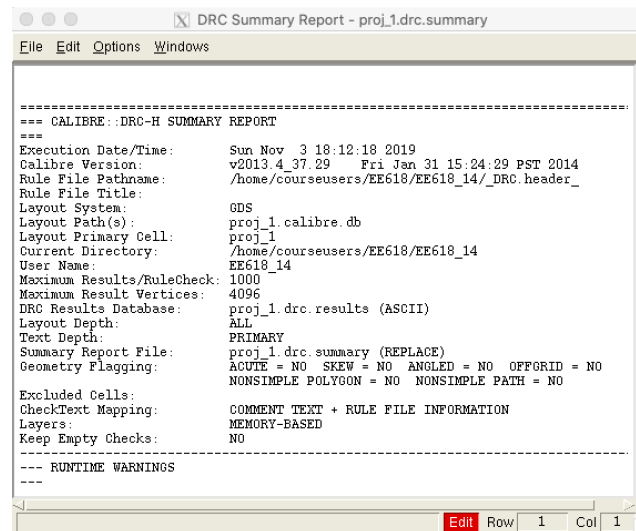 DRC Summary Report - proj_1.drc.summary
File Edit Options Windows
==================================================================================
=== CALIBRE::DRC-H SUMMARY REPORT
===
Execution Date/Time: Sun Nov 3 18:12:18 2019
Calibre Version: v2013.4_37.29 Fri Jan 31 15:24:29 PST 2014
Rule File Pathname: /home/courseusers/EE618/EE618_14/_DRC.header_
Rule File Title:
Layout System: GDS
Layout Path(s): proj_1.calibre.db
Layout Primary Cell: proj_1
Current Directory: /home/courseusers/EE618/EE618_14
User Name: EE618_14
Maximum Results/RuleCheck: 1000
Maximum Result Vertices: 4096
DRC Results Database: proj_1.drc.results (ASCII)
Layout Depth: ALL
Text Depth: PRIMARY
Summary Report File: proj_1.drc.summary (REPLACE)
Geometry Flagging: ACUTE = NO SKEW = NO ANGLED = NO OFFGRID = NO
NONSIMPLE POLYGON = NO NONSIMPLE PATH = NO
Excluded Cells:
CheckText Mapping: COMMENT TEXT + RULE FILE INFORMATION
Layers: MEMORY-BASED
Keep Empty Checks: NO
----------------------------------------------------------------------------------
--- RUNTIME WARNINGS
---
Edit Row 1 Col 1